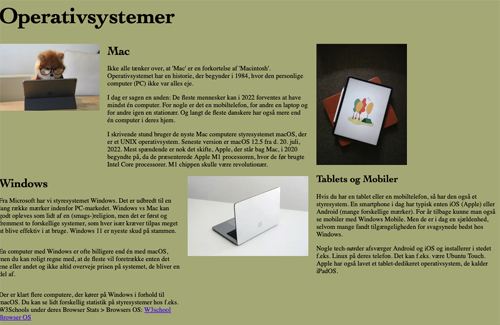 Operativsystemer
Mac
Ikke alle tænker over, at 'Mac' er en forkortelse af 'Macintosh'.
Operativsystemet har en historie, der begynder i 1984, hvor den personlige
computer (PC) ikke var alles eje.
I dag er sagen en anden: De fleste mennesker kan i 2022 forventes at have
mindst én computer. For nogle er det en mobiltelefon, for andre en laptop og
for andre igen en stationer. Og langt de fleste danskere har også mere end
én computer i deres hjem.
I skrivende stund bruger de nyste Mac computere styresystemet macOS, der
er et UNIX operativsystem. Seneste version er macOS 12.5 fra d. 20. juli,
2022. Mest spændende er nok det skifte, Apple, der står bag Mac, i 2020
begyndte på, da de præsenterede Apple M1 processoren, hvor de før brugte
Intel Core processorer. M1 chippen skulle være revolutionær.
Windows
Fra Microsoft har vi styresystemet Windows. Det er udbredt til en
lang række mærker indenfor PC-markedet. Windows vs Mac kan
godt opleves som lidt af en (smags-)religion, men det er først og
fremmest to forskellige systemer, som hver især kræver tilpas meget
at blive effektiv i at bruge. Windows 11 er nyeste skud på stammen.
En computer med Windows er ofte billigere end én med macOS,
men du kan roligt regne med, at de fleste vil foretrække enten det
ene eller andet og ikke altid overveje prisen på systemet, de bliver en
del af.
Der er klart flere computere, der kører på Windows i forhold til
macOS. Du kan se lidt forskellig statistik på styresystemer hos f.eks.
W3Schools under deres Browser Stats > Browsers OS: W3school
Browser OS
Tablets og Mobiler
Hvis du har en tablet eller en mobiltelefon, så har den også et
styresystem. En smartphone i dag har typisk enten iOS (Apple) eller
Android (mange forskellige mærker). For år tilbage kunne man også
se mobiler med Windows Mobile. Men de er i dag en sjældenhed,
selvom mange fandt tilgængeligheden for svagsynede bedst hos
Windows.
Nogle tech-nørder afsværger Android og iOS og installerer i stedet
f.eks. Linux på deres telefon. Det kan f.eks. være Ubuntu Touch.
Apple har også lavet et tablet-dedikeret operativsystem, de kalder
iPadOS.